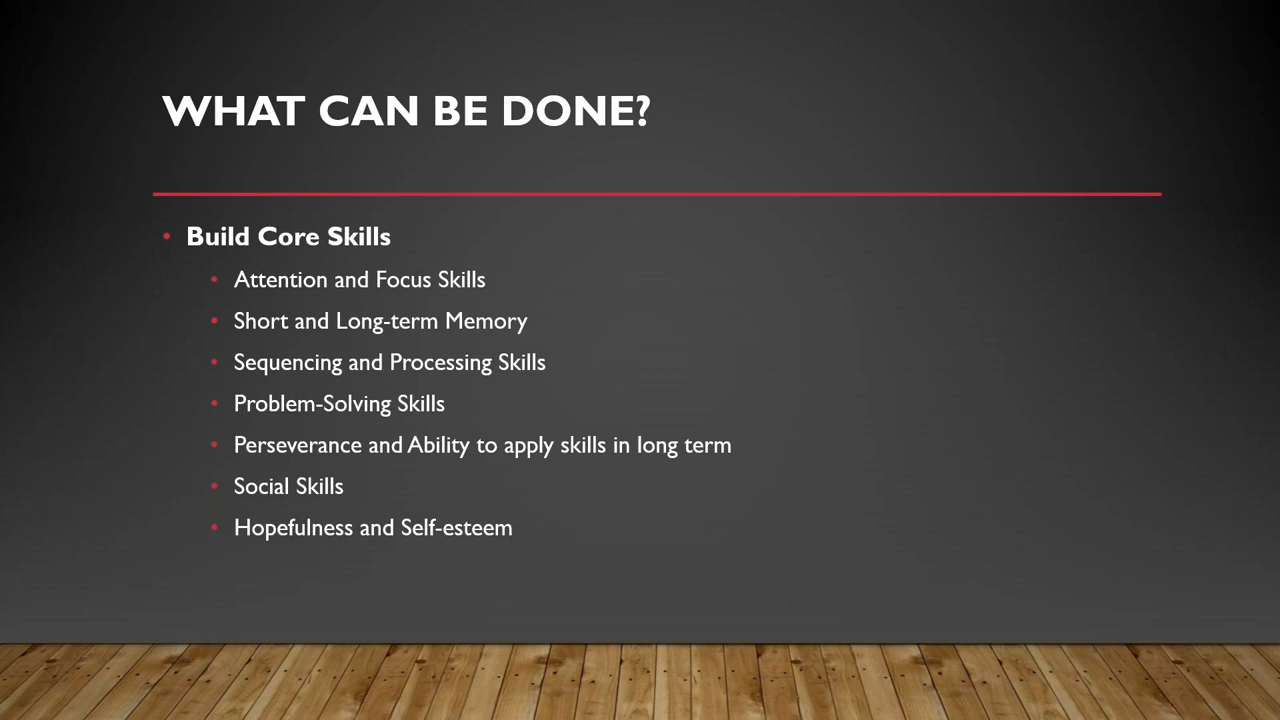 WHAT CAN BE DONE?
• Build Core Skills
• Attention and Focus Skills
• Short and Long-term Memory
• Sequencing and Processing Skills
• Problem-Solving Skills
• Perseverance and Ability to apply skills in long term
• Social Skills
• Hopefulness and Self-esteem